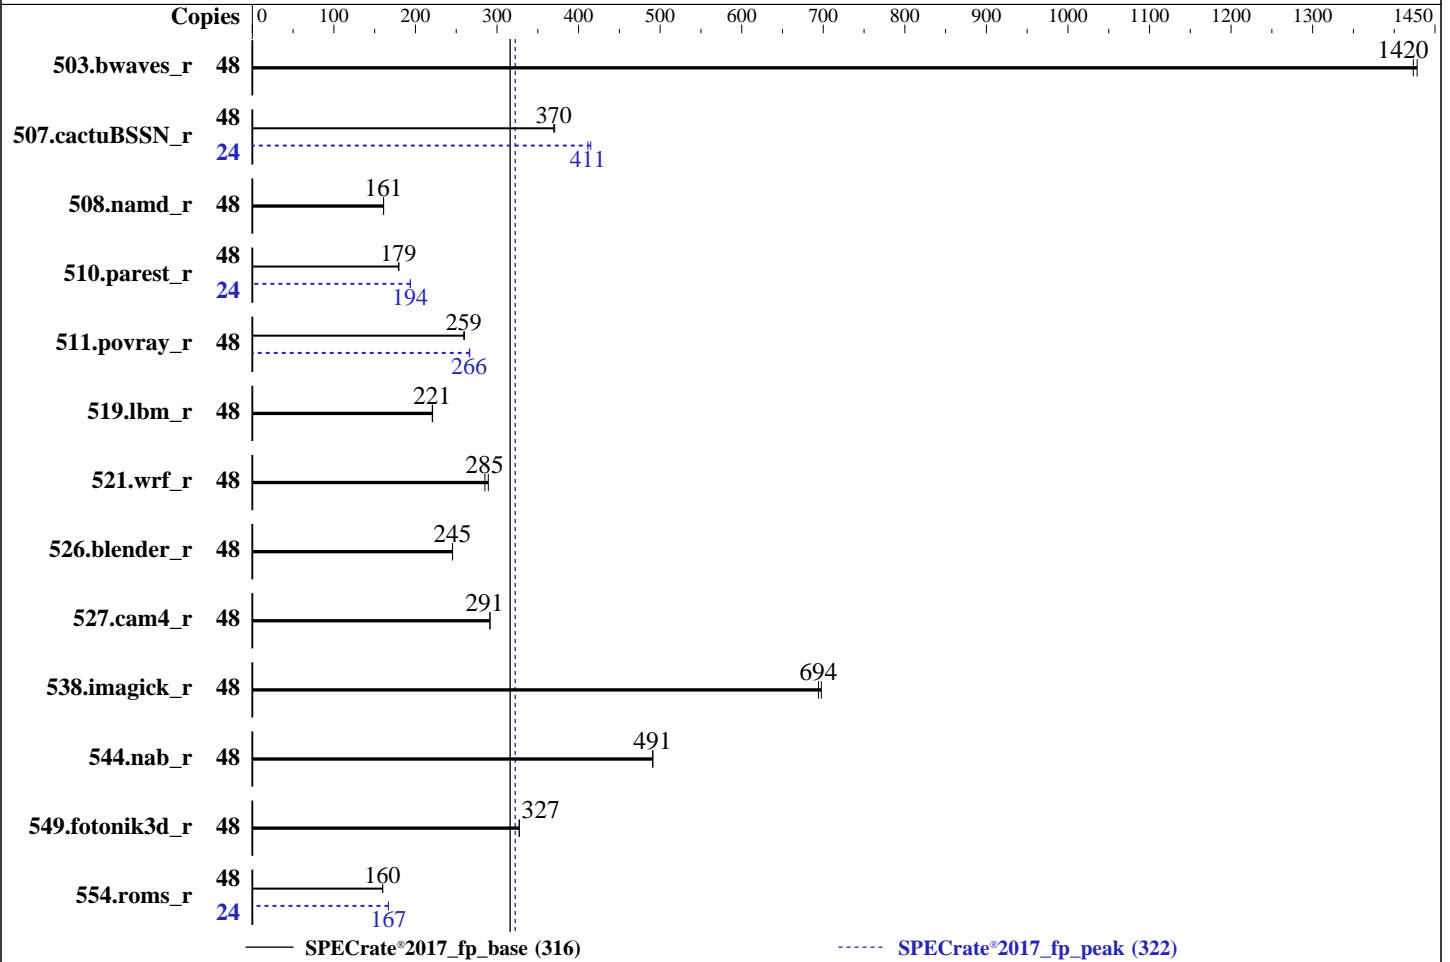 Copies 0 100 200 300 400 500 600 700 800 900 1000 1100 1200 1300 1450
503.bwaves_r 48 1420
507.cactuBSSN_r 48 370
24 411
508.namd_r 48 161
510.parest_r 48 179
24 194
511.povray_r 48 259
266
519.lbm_r 48 221
521.wrf_r 48 285
526.blender_r 48 245
527.cam4_r 48 291
538.imagick_r 48 694
544.nab_r 48 491
549.fotonik3d_r 48 327
554.roms_r 48 160
24 167
SPECrate®2017_fp_base (316) SPECrate®2017_fp_peak (322)